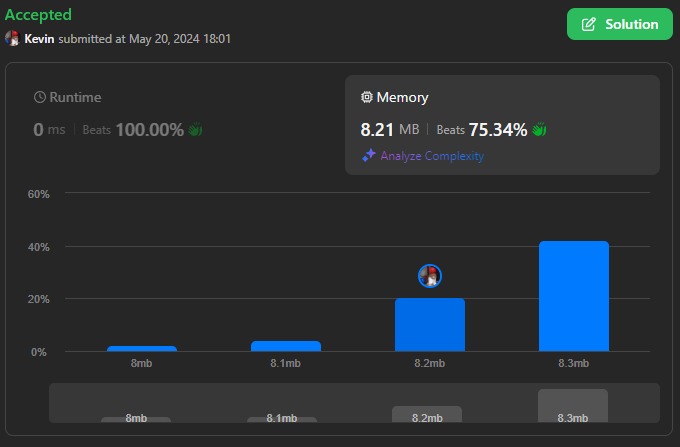 Accepted
Kevin submitted at May 20, 2024 18:01
Solution
Runtime
0 ms Beats 100.00%
Memory
8.21 MB Beats 75.34%
Analyze Complexity
60%
40%
20%
0%
8mb 8.1mb 8.2mb 8.3mb
8mb 8.1mb 8.2mb 8.3mb